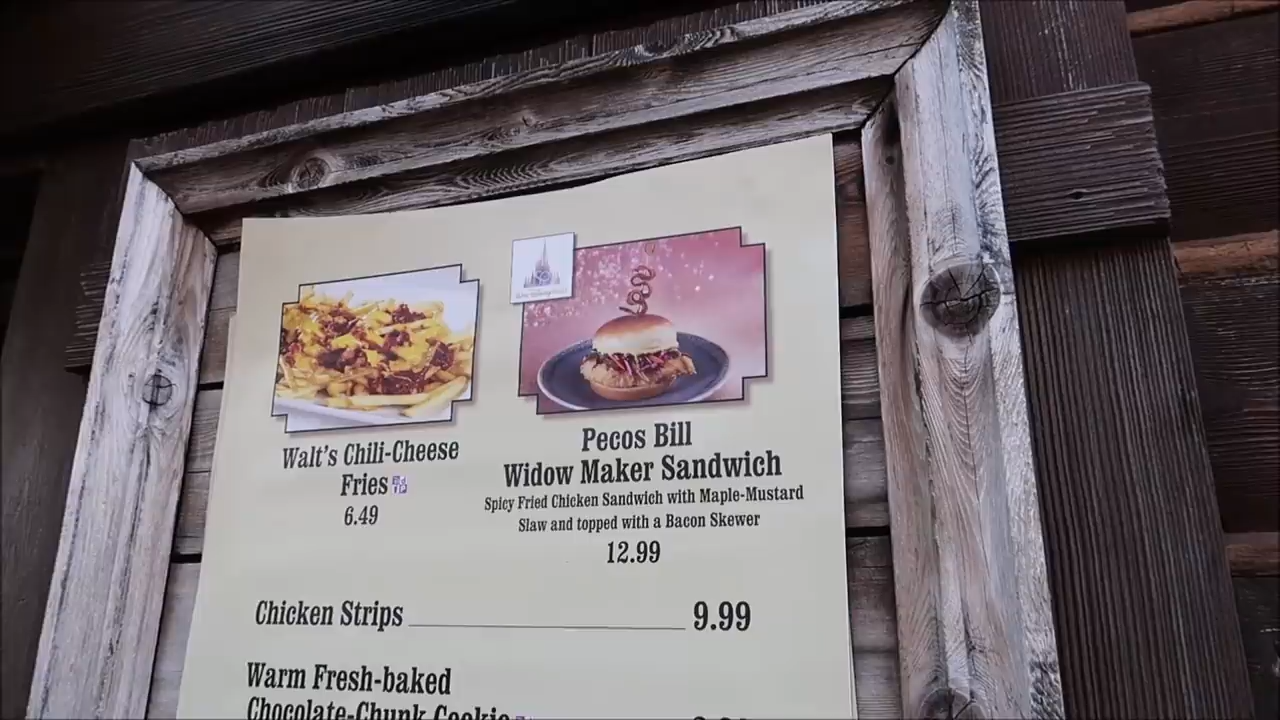 Walt's Chili-Cheese
Fries
6.49
Pecos Bill
Widow Maker Sandwich
Spicy Fried Chicken Sandwich with Maple-Mustard
Slaw and topped with a Bacon Skewer
12.99
Chicken Strips 9.99
Warm Fresh-baked
Chocolate-Chunk Cookie